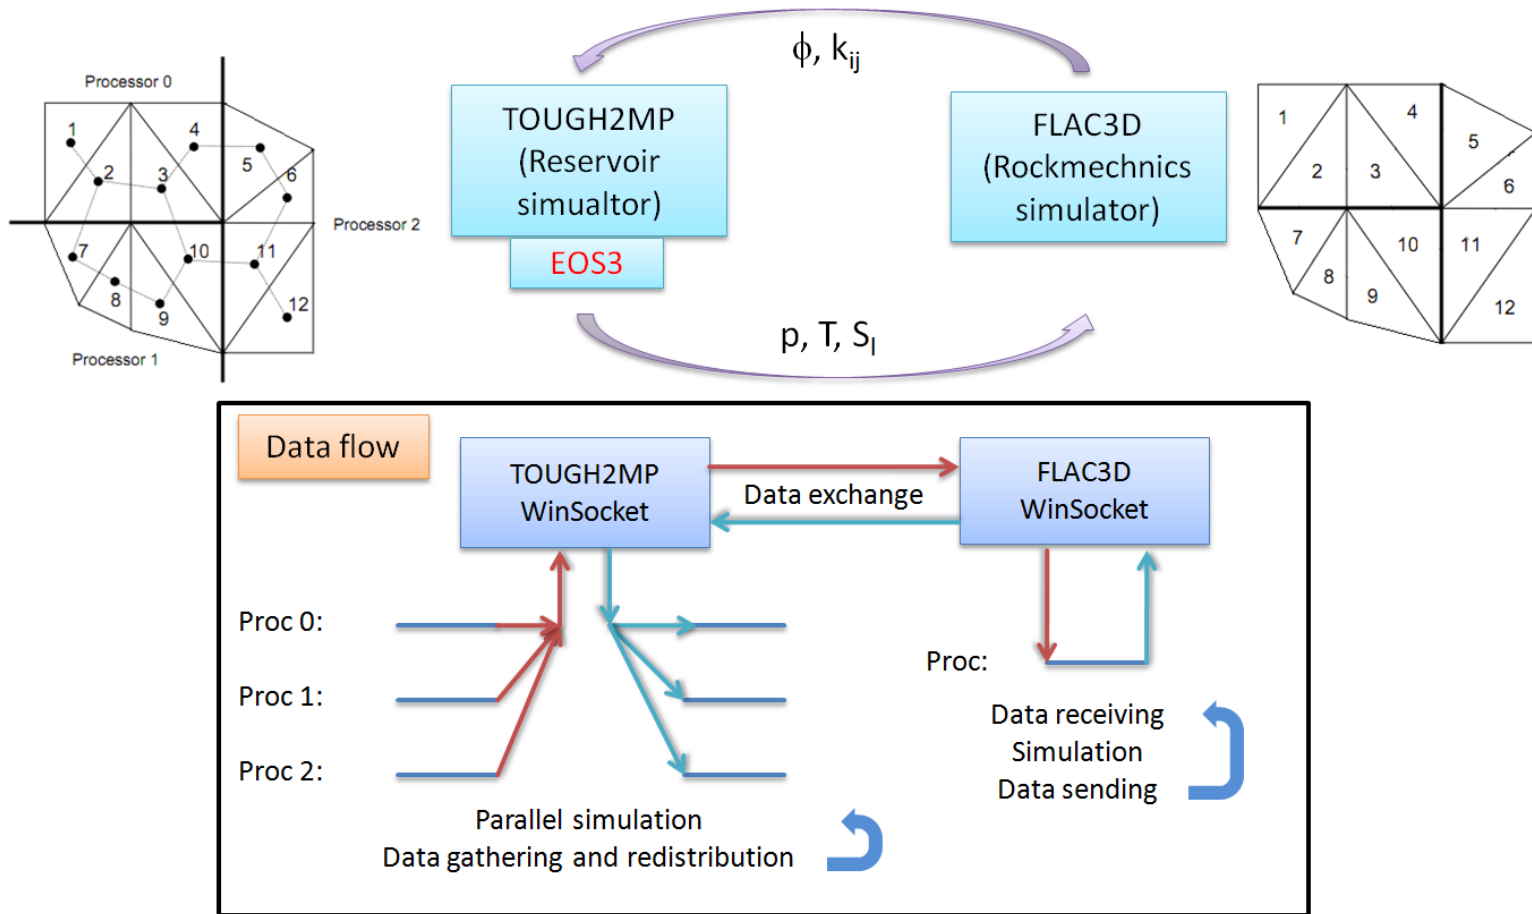 ϕ, kij
Processor 0
1
2
3
4
5
6
7
8
9
10
11
12
Processor 2
Processor 1
TOUGH2MP
(Reservoir
simualtor)
EOS3
FLAC3D
(Rockmechnics
simulator)
1
2
3
4
5
6
7
8
9
10
11
12
p, T, Sl
Data flow
TOUGH2MP
WinSocket
Data exchange
FLAC3D
WinSocket
Proc 0:
Proc 1:
Proc 2:
Parallel simulation
Data gathering and redistribution
Proc:
Data receiving
Simulation
Data sending